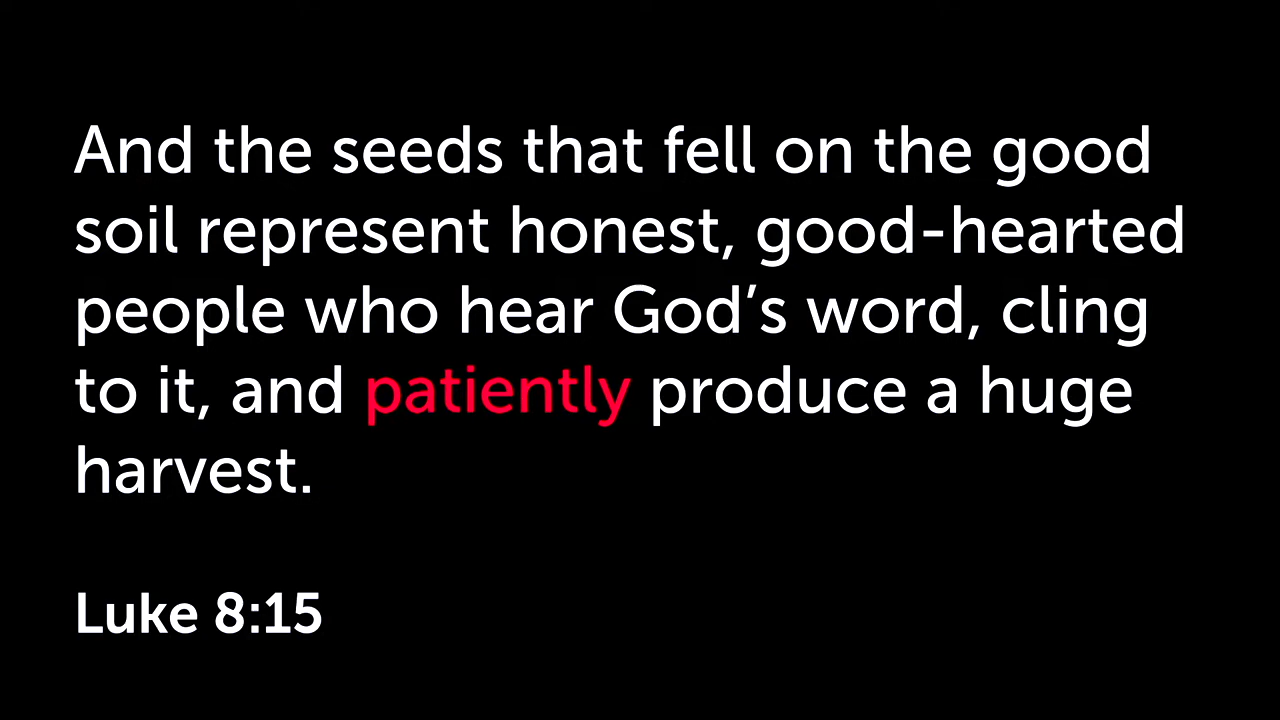 And the seeds that fell on the good
soil represent honest, good-hearted
people who hear God’s word, cling
to it, and patiently produce a huge
harvest.
Luke 8:15